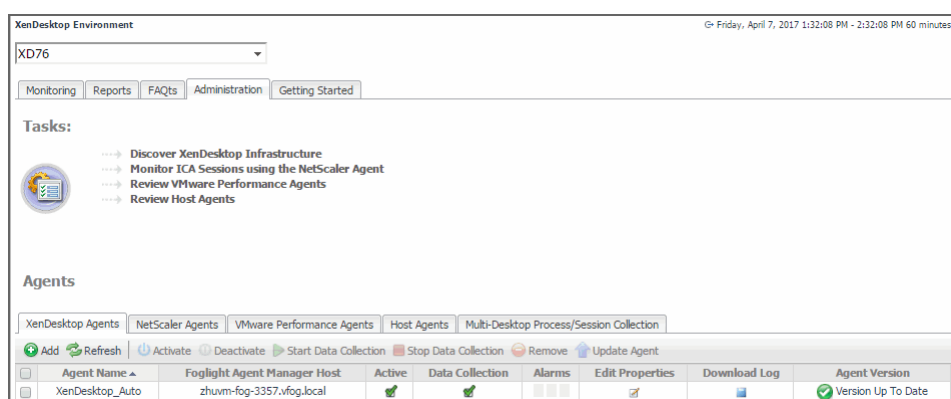 XenDesktop Environment
Friday, April 7, 2017 1:32:08 PM - 2:32:08 PM 60 minutes
XD76
Monitoring Reports FAQts Administration Getting Started
Tasks:
Discover XenDesktop Infrastructure
Monitor ICA Sessions using the NetScaler Agent
Review VMware Performance Agents
Review Host Agents
Agents
XenDesktop Agents NetScaler Agents VMware Performance Agents Host Agents Multi-Desktop Process/Session Collection
Add Refresh Activate Deactivate Start Data Collection Stop Data Collection Remove Update Agent
Agent Name Foglight Agent Manager Host Active Data Collection Alarms Edit Properties Download Log Agent Version
XenDesktop_Auto zhuvm-fog-3357.vfog.local Version Up To Date